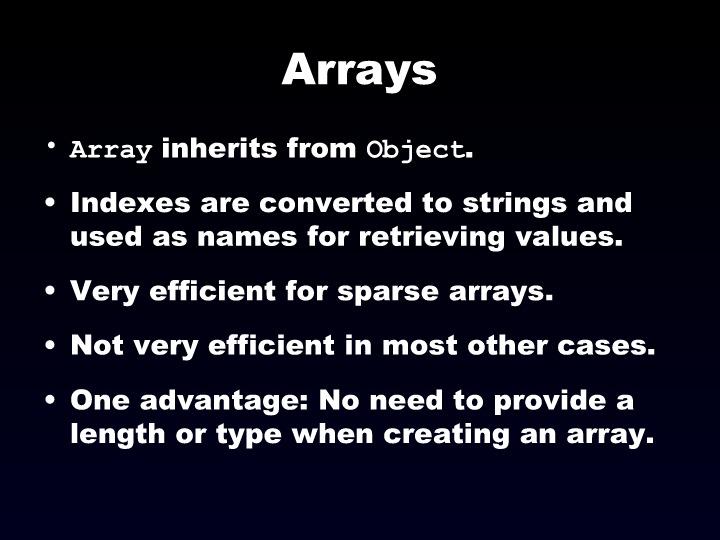 Arrays
• Array inherits from Object.
• Indexes are converted to strings and
used as names for retrieving values.
• Very efficient for sparse arrays.
• Not very efficient in most other cases.
• One advantage: No need to provide a
length or type when creating an array.